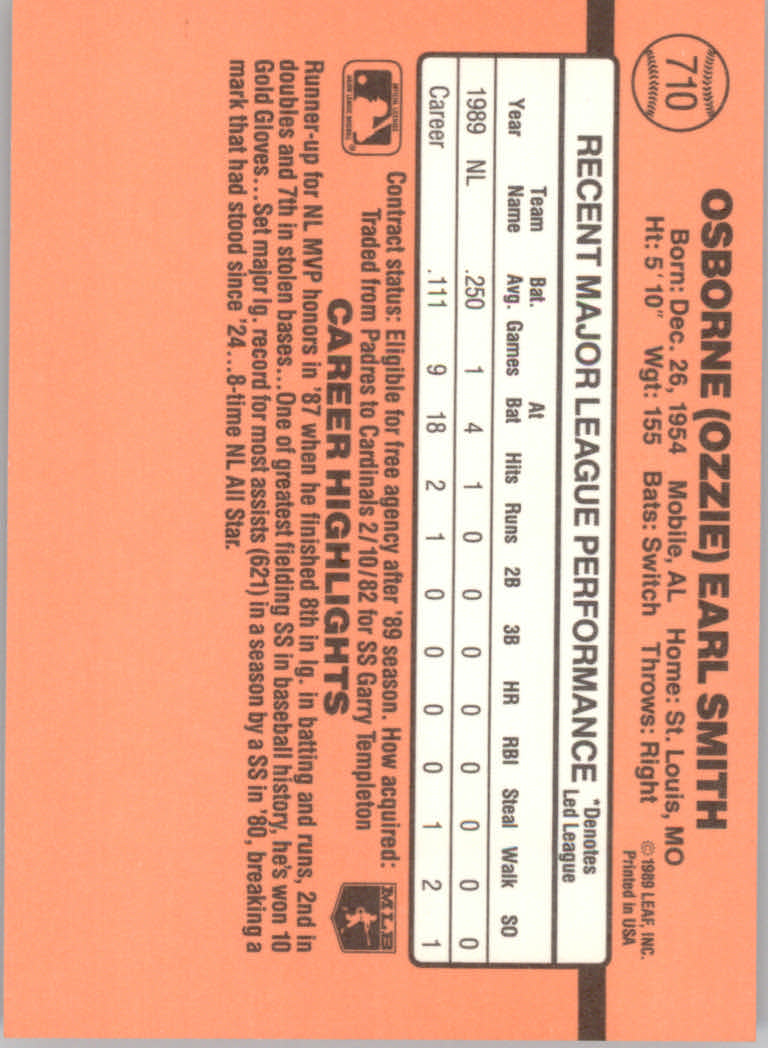 710
OSBORNE (OZZIE) EARL SMITH
Born: Dec. 26, 1954 Mobile, AL Home: St. Louis, MO
Ht: 5'10" Wgt: 155 Bats: Switch Throws: Right
©1989 LEAF, INC.
Printed in USA
RECENT MAJOR LEAGUE PERFORMANCE *Denotes Led League
Year Team Name Bat. Avg. Games At Bat Hits Runs 2B 3B HR RBI Steal Walk SO
1989 NL .250 1 4 1 0 0 0 0 0 0 0 0
Career .111 9 18 2 1 0 0 0 0 1 2 1
Contract status: Eligible for free agency after '89 season. How acquired:
Traded from Padres to Cardinals 2/10/82 for SS Garry Templeton
MLB
CAREER HIGHLIGHTS
Runner-up for NL MVP honors in '87 when he finished 8th in lg. in batting and runs, 2nd in
doubles and 7th in stolen bases...One of greatest fielding SS in baseball history, he's won 10
Gold Gloves...Set major lg. record for most assists (621) in a season by a SS in '80, breaking a
mark that had stood since '24...8-time NL All Star.